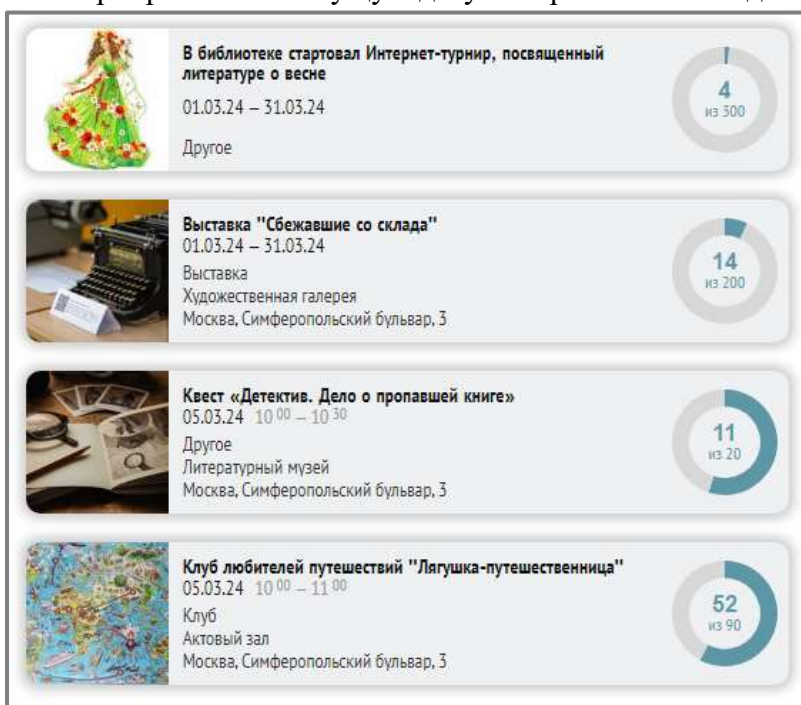 В библиотеке стартовал Интернет-турнир, посвященный
литературе о весне
01.03.24 – 31.03.24
Другое
4
из 300
Выставка "Сбежавшие со склада"
01.03.24 – 31.03.24
Выставка
Художественная галерея
Москва, Симферопольский бульвар, 3
14
из 200
Квест «Детектив. Дело о пропавшей книге»
05.03.24 10 00 – 10 30
Другое
Литературный музей
Москва, Симферопольский бульвар, 3
11
из 20
Клуб любителей путешествий "Лягушка-путешественница"
05.03.24 10 00 – 11 00
Клуб
Актовый зал
Москва, Симферопольский бульвар, 3
52
из 90